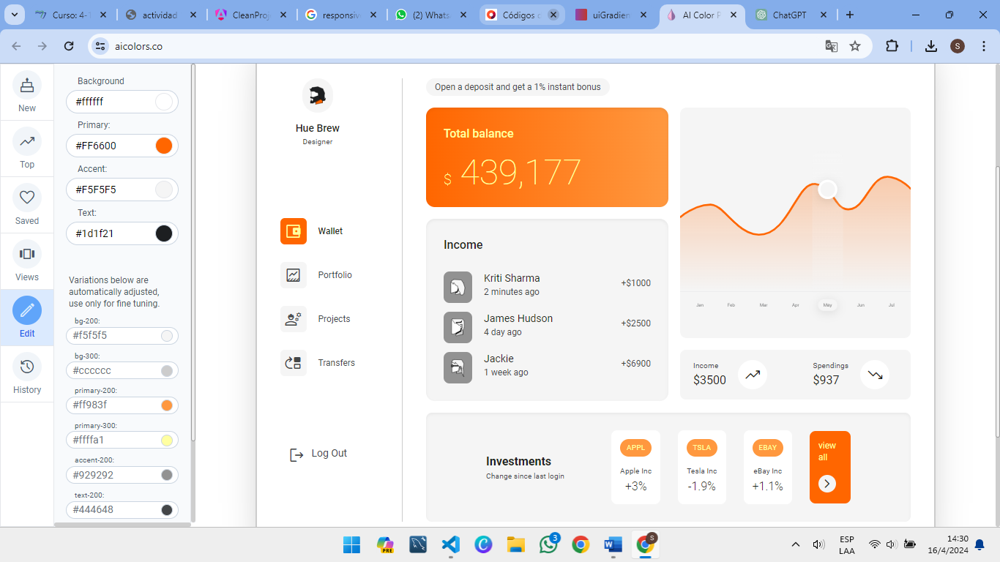 Curso: 4-
actividad
CleanProj
responsiv
(2) Whats
Códigos d
uiGradien
AI Color P
ChatGPT
aicolors.co
S
New
Top
Saved
Views
Edit
History
Background
#ffffff
Primary:
#FF6600
Accent:
#F5F5F5
Text:
#1d1f21
Variations below are
automatically adjusted,
use only for fine tuning.
bg-200:
#f5f5f5
bg-300:
#cccccc
primary-200:
#ff983f
primary-300:
#ffffa1
accent-200:
#929292
text-200:
#444648
Hue Brew
Designer
Wallet
Portfolio
Projects
Transfers
Log Out
Open a deposit and get a 1% instant bonus
Total balance
$ 439,177
Income
Kriti Sharma
2 minutes ago
+$1000
James Hudson
4 day ago
+$2500
Jackie
1 week ago
+$6900
Jan Feb Mar Apr May Jun Jul
Income
$3500
Spendings
$937
Investments
Change since last login
APPL
Apple Inc
+3%
TSLA
Tesla Inc
-1.9%
EBAY
eBay Inc
+1.1%
view
all
PRE
3
S
ESP
LAA
14:30
16/4/2024